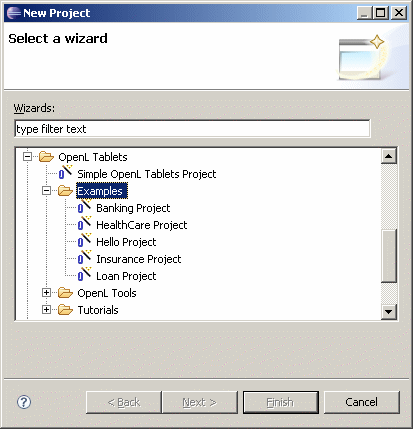 New Project
Select a wizard
Wizards:
type filter text
OpenL Tablets
Simple OpenL Tablets Project
Examples
Banking Project
HealthCare Project
Hello Project
Insurance Project
Loan Project
OpenL Tools
Tutorials
?
< Back
Next >
Finish
Cancel